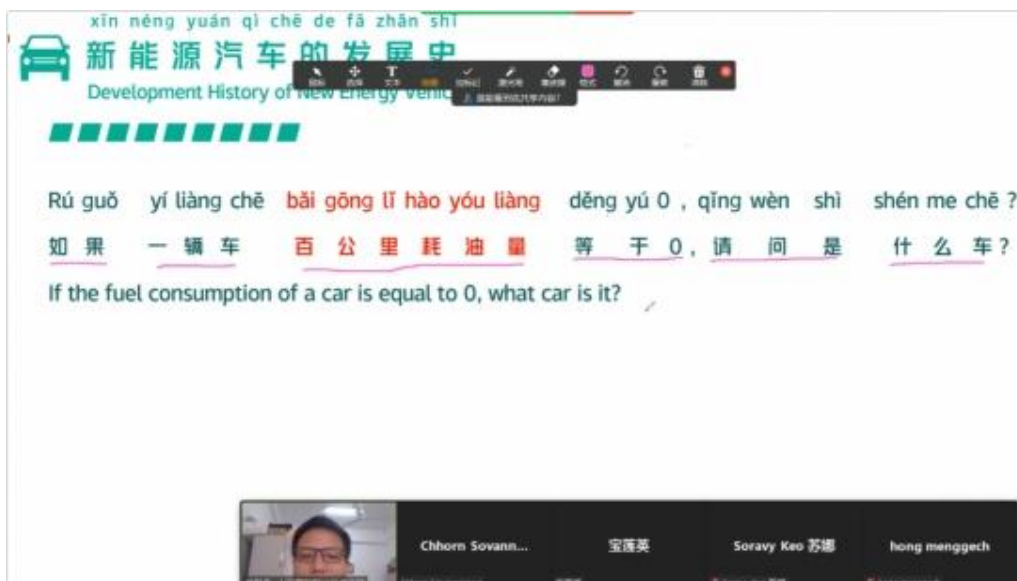 xīn néng yuán qì chē de fā zhǎn shǐ
新能源汽车的发展史
Development History of New Energy
Rú guǒ yí liàng chē bǎi gōng lǐ hào yóu liàng děng yú 0 , qǐng wèn shì shén me chē ?
如果 一辆车 百公里耗油量 等于0, 请问是 什么车?
If the fuel consumption of a car is equal to 0, what car is it?
Chhorn Sovann... 宝莲英 Soravy Keo 苏娜 hong menggech